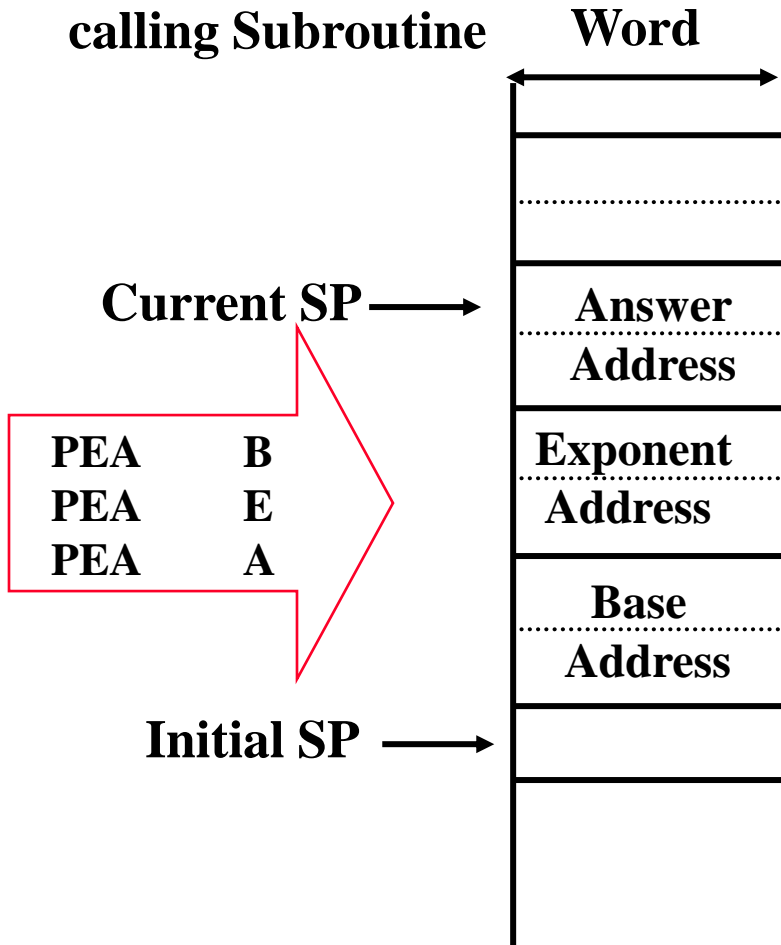 calling Subroutine
Word
Current SP
Answer
Address
PEA B
PEA E
PEA A
Exponent
Address
Base
Address
Initial SP